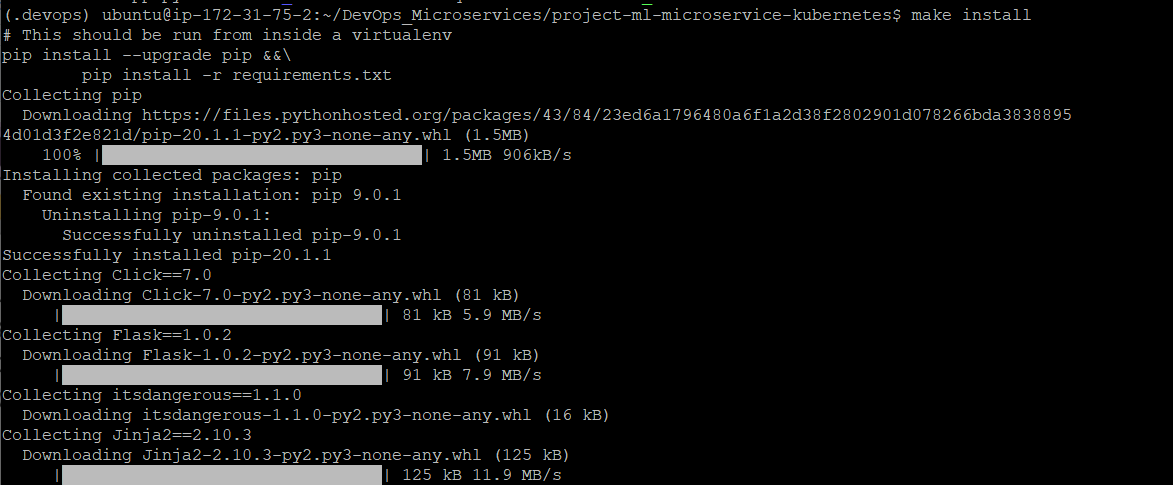 (.devops) ubuntu@ip-172-31-75-2:~/DevOps_Microservices/project-ml-microservice-kubernetes$ make install
# This should be run from inside a virtualenv
pip install --upgrade pip &&\
        pip install -r requirements.txt
Collecting pip
  Downloading https://files.pythonhosted.org/packages/43/84/23ed6a1796480a6f1a2d38f2802901d078266bda3838895
4d01d3f2e821d/pip-20.1.1-py2.py3-none-any.whl (1.5MB)
    100% |                                | 1.5MB 906kB/s
Installing collected packages: pip
  Found existing installation: pip 9.0.1
    Uninstalling pip-9.0.1:
      Successfully uninstalled pip-9.0.1
Successfully installed pip-20.1.1
Collecting Click==7.0
  Downloading Click-7.0-py2.py3-none-any.whl (81 kB)
     |                                | 81 kB 5.9 MB/s
Collecting Flask==1.0.2
  Downloading Flask-1.0.2-py2.py3-none-any.whl (91 kB)
     |                                | 91 kB 7.9 MB/s
Collecting itsdangerous==1.1.0
  Downloading itsdangerous-1.1.0-py2.py3-none-any.whl (16 kB)
Collecting Jinja2==2.10.3
  Downloading Jinja2-2.10.3-py2.py3-none-any.whl (125 kB)
     |                                | 125 kB 11.9 MB/s